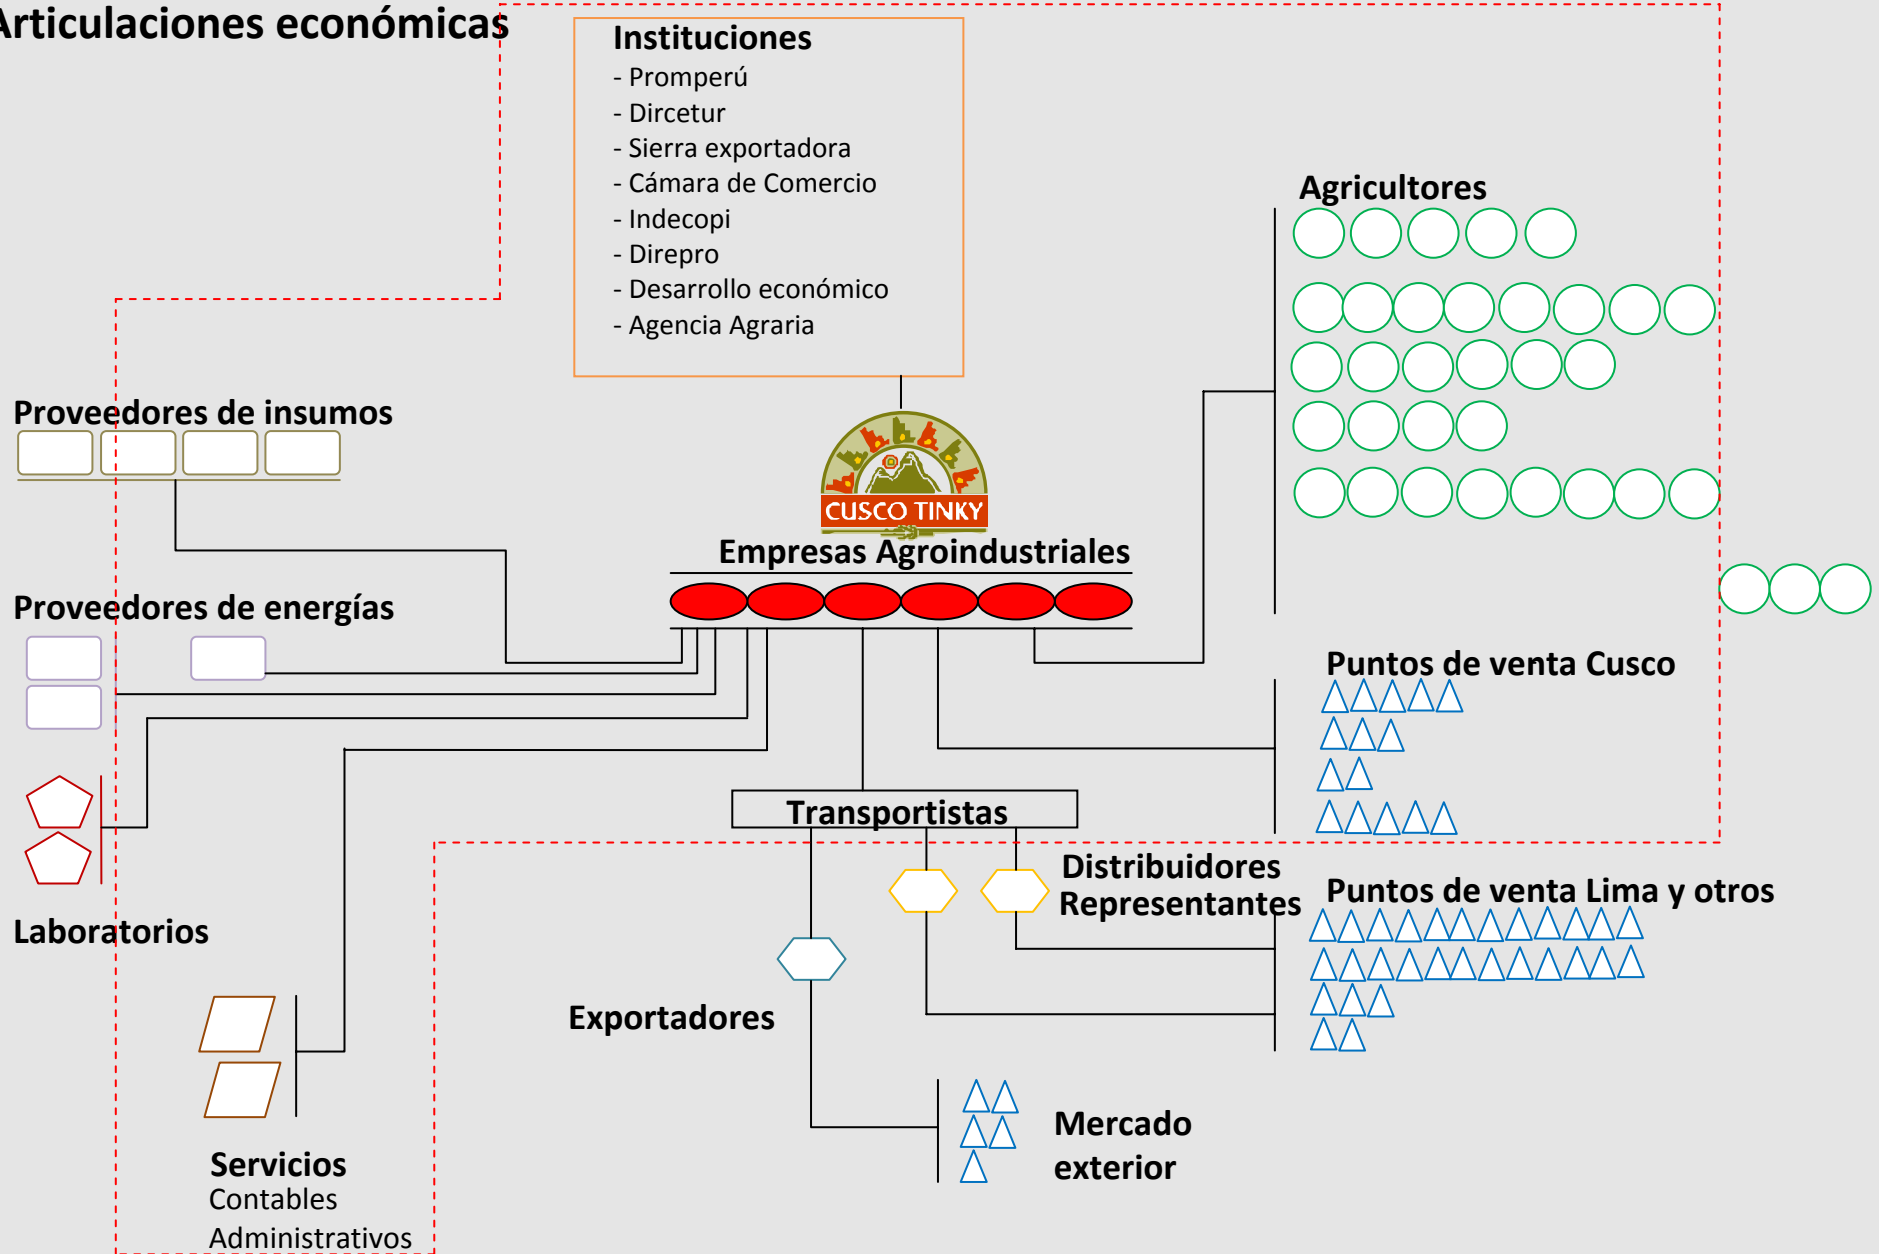 Articulaciones económicas
Instituciones
- Promperú
- Dircetur
- Sierra exportadora
- Cámara de Comercio
- Indecopi
- Direpro
- Desarrollo económico
- Agencia Agraria
Agricultores
Proveedores de insumos
CUSCO TINKY
Empresas Agroindustriales
Proveedores de energías
Puntos de venta Cusco
Transportistas
Distribuidores
Representantes
Puntos de venta Lima y otros
Laboratorios
Exportadores
Mercado
exterior
Servicios
Contables
Administrativos